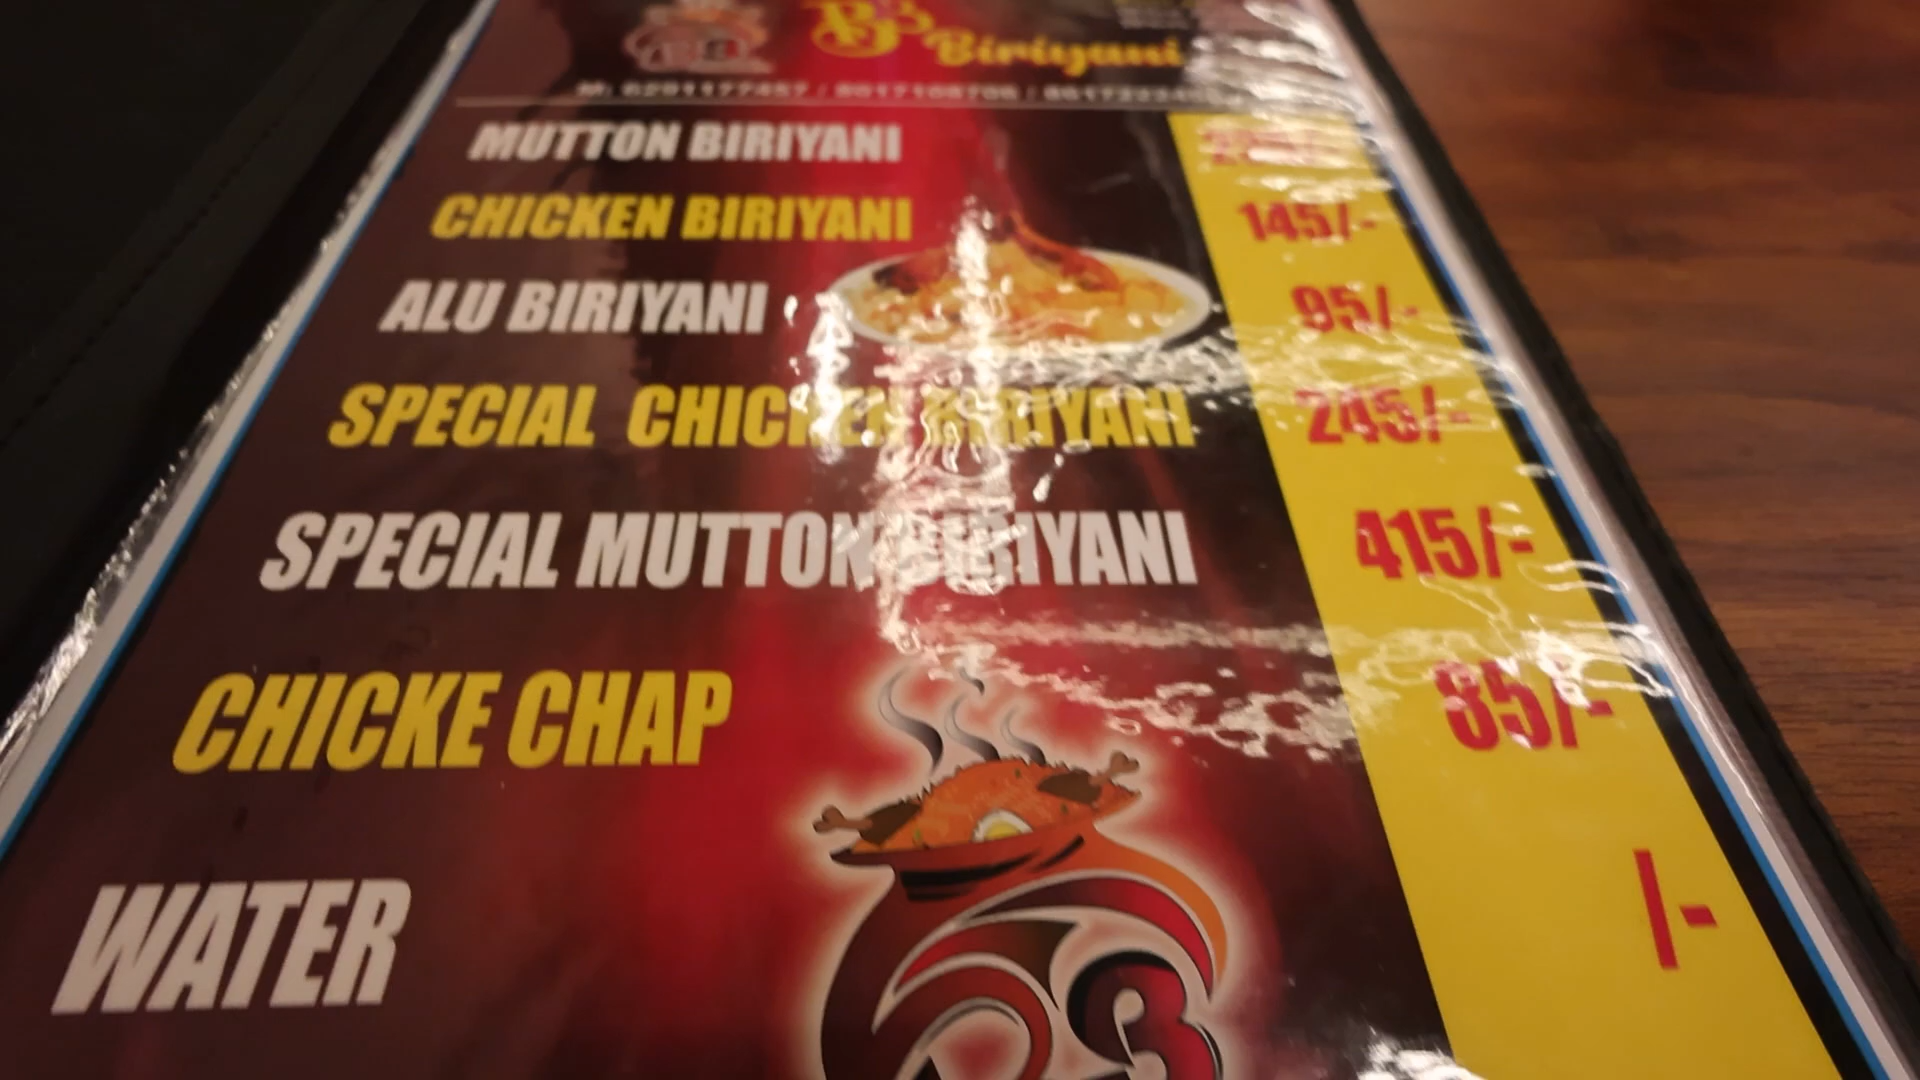 B3 Biriyani
MUTTON BIRIYANI
CHICKEN BIRIYANI 145/-
ALU BIRIYANI 95/-
SPECIAL CHICKEN BIRIYANI 245/-
SPECIAL MUTTON BIRIYANI 415/-
CHICKE CHAP 85/-
WATER /-